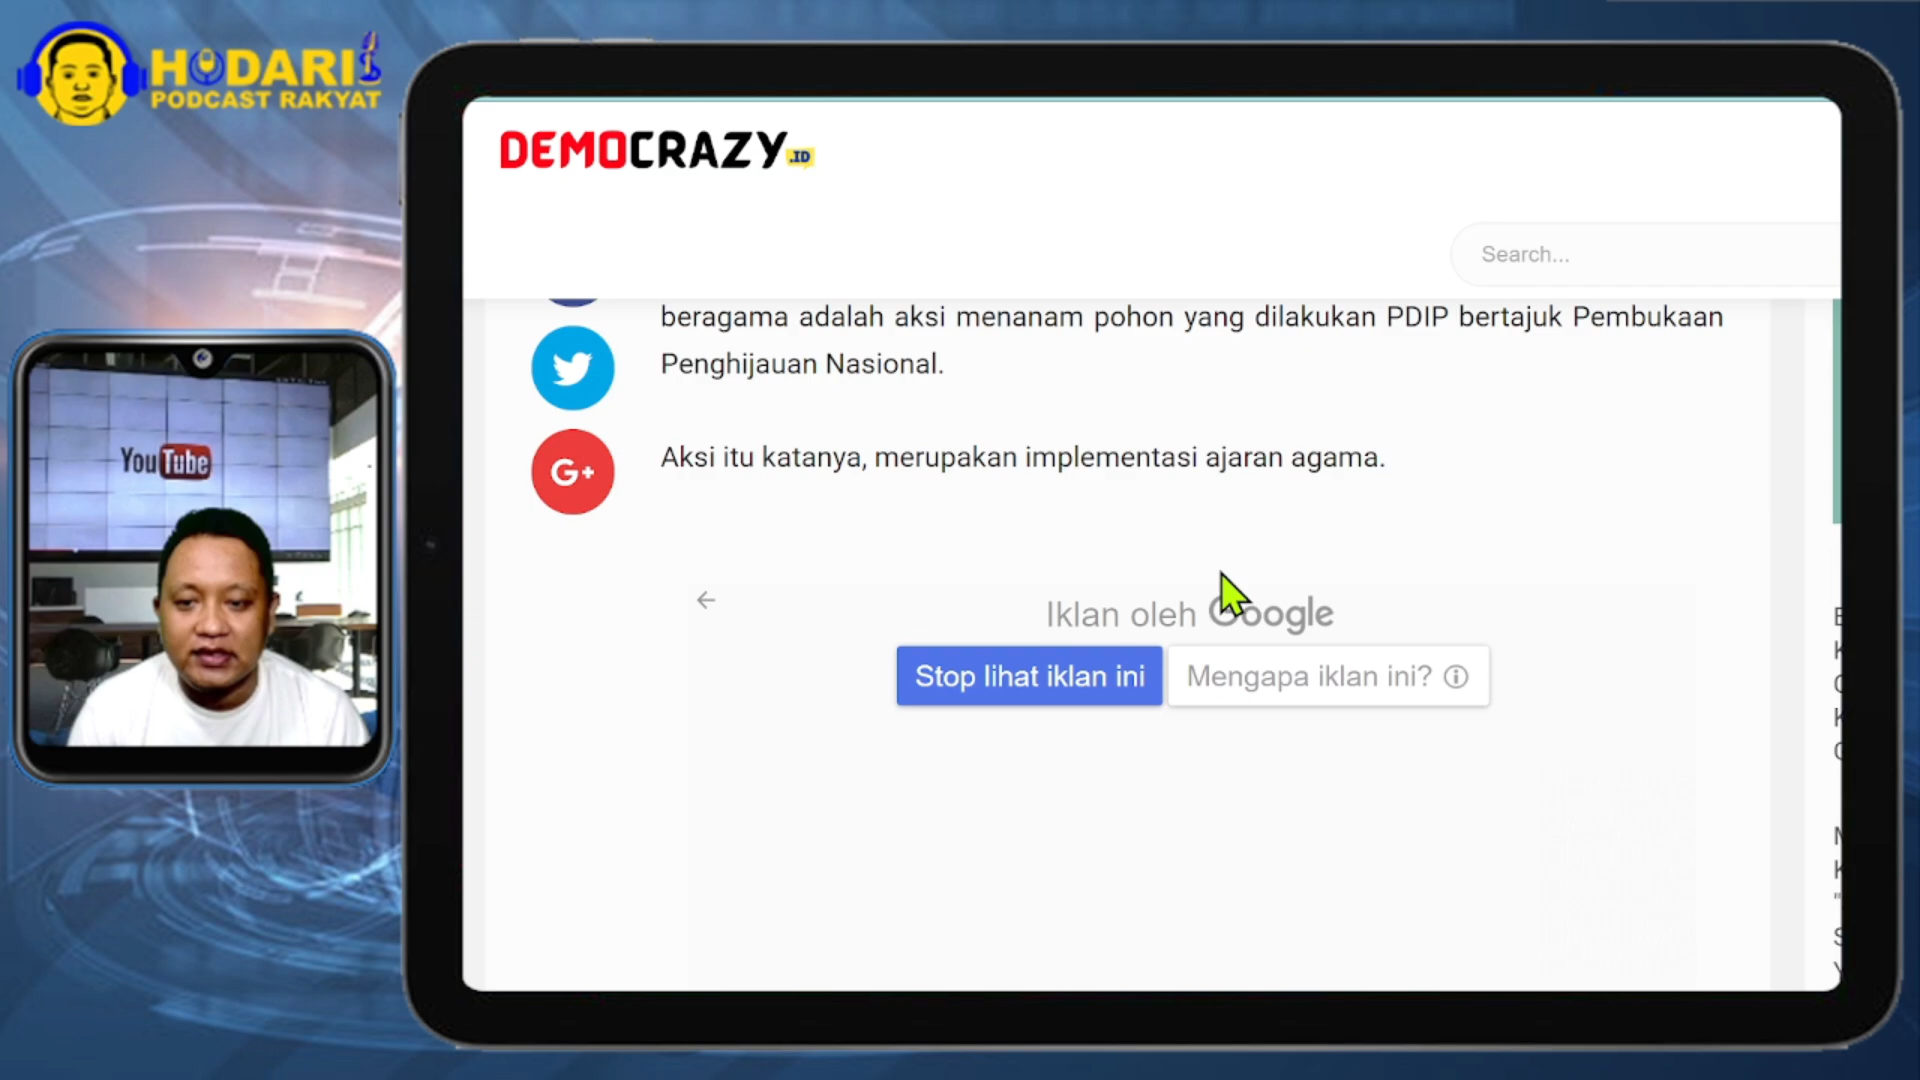 HODARI
PODCAST RAKYAT
YouTube
DEMOCRAZY.ID
Search...
beragama adalah aksi menanam pohon yang dilakukan PDIP bertajuk Pembukaan
Penghijauan Nasional.
Aksi itu katanya, merupakan implementasi ajaran agama.
G+
Iklan oleh Google
Stop lihat iklan ini
Mengapa iklan ini?